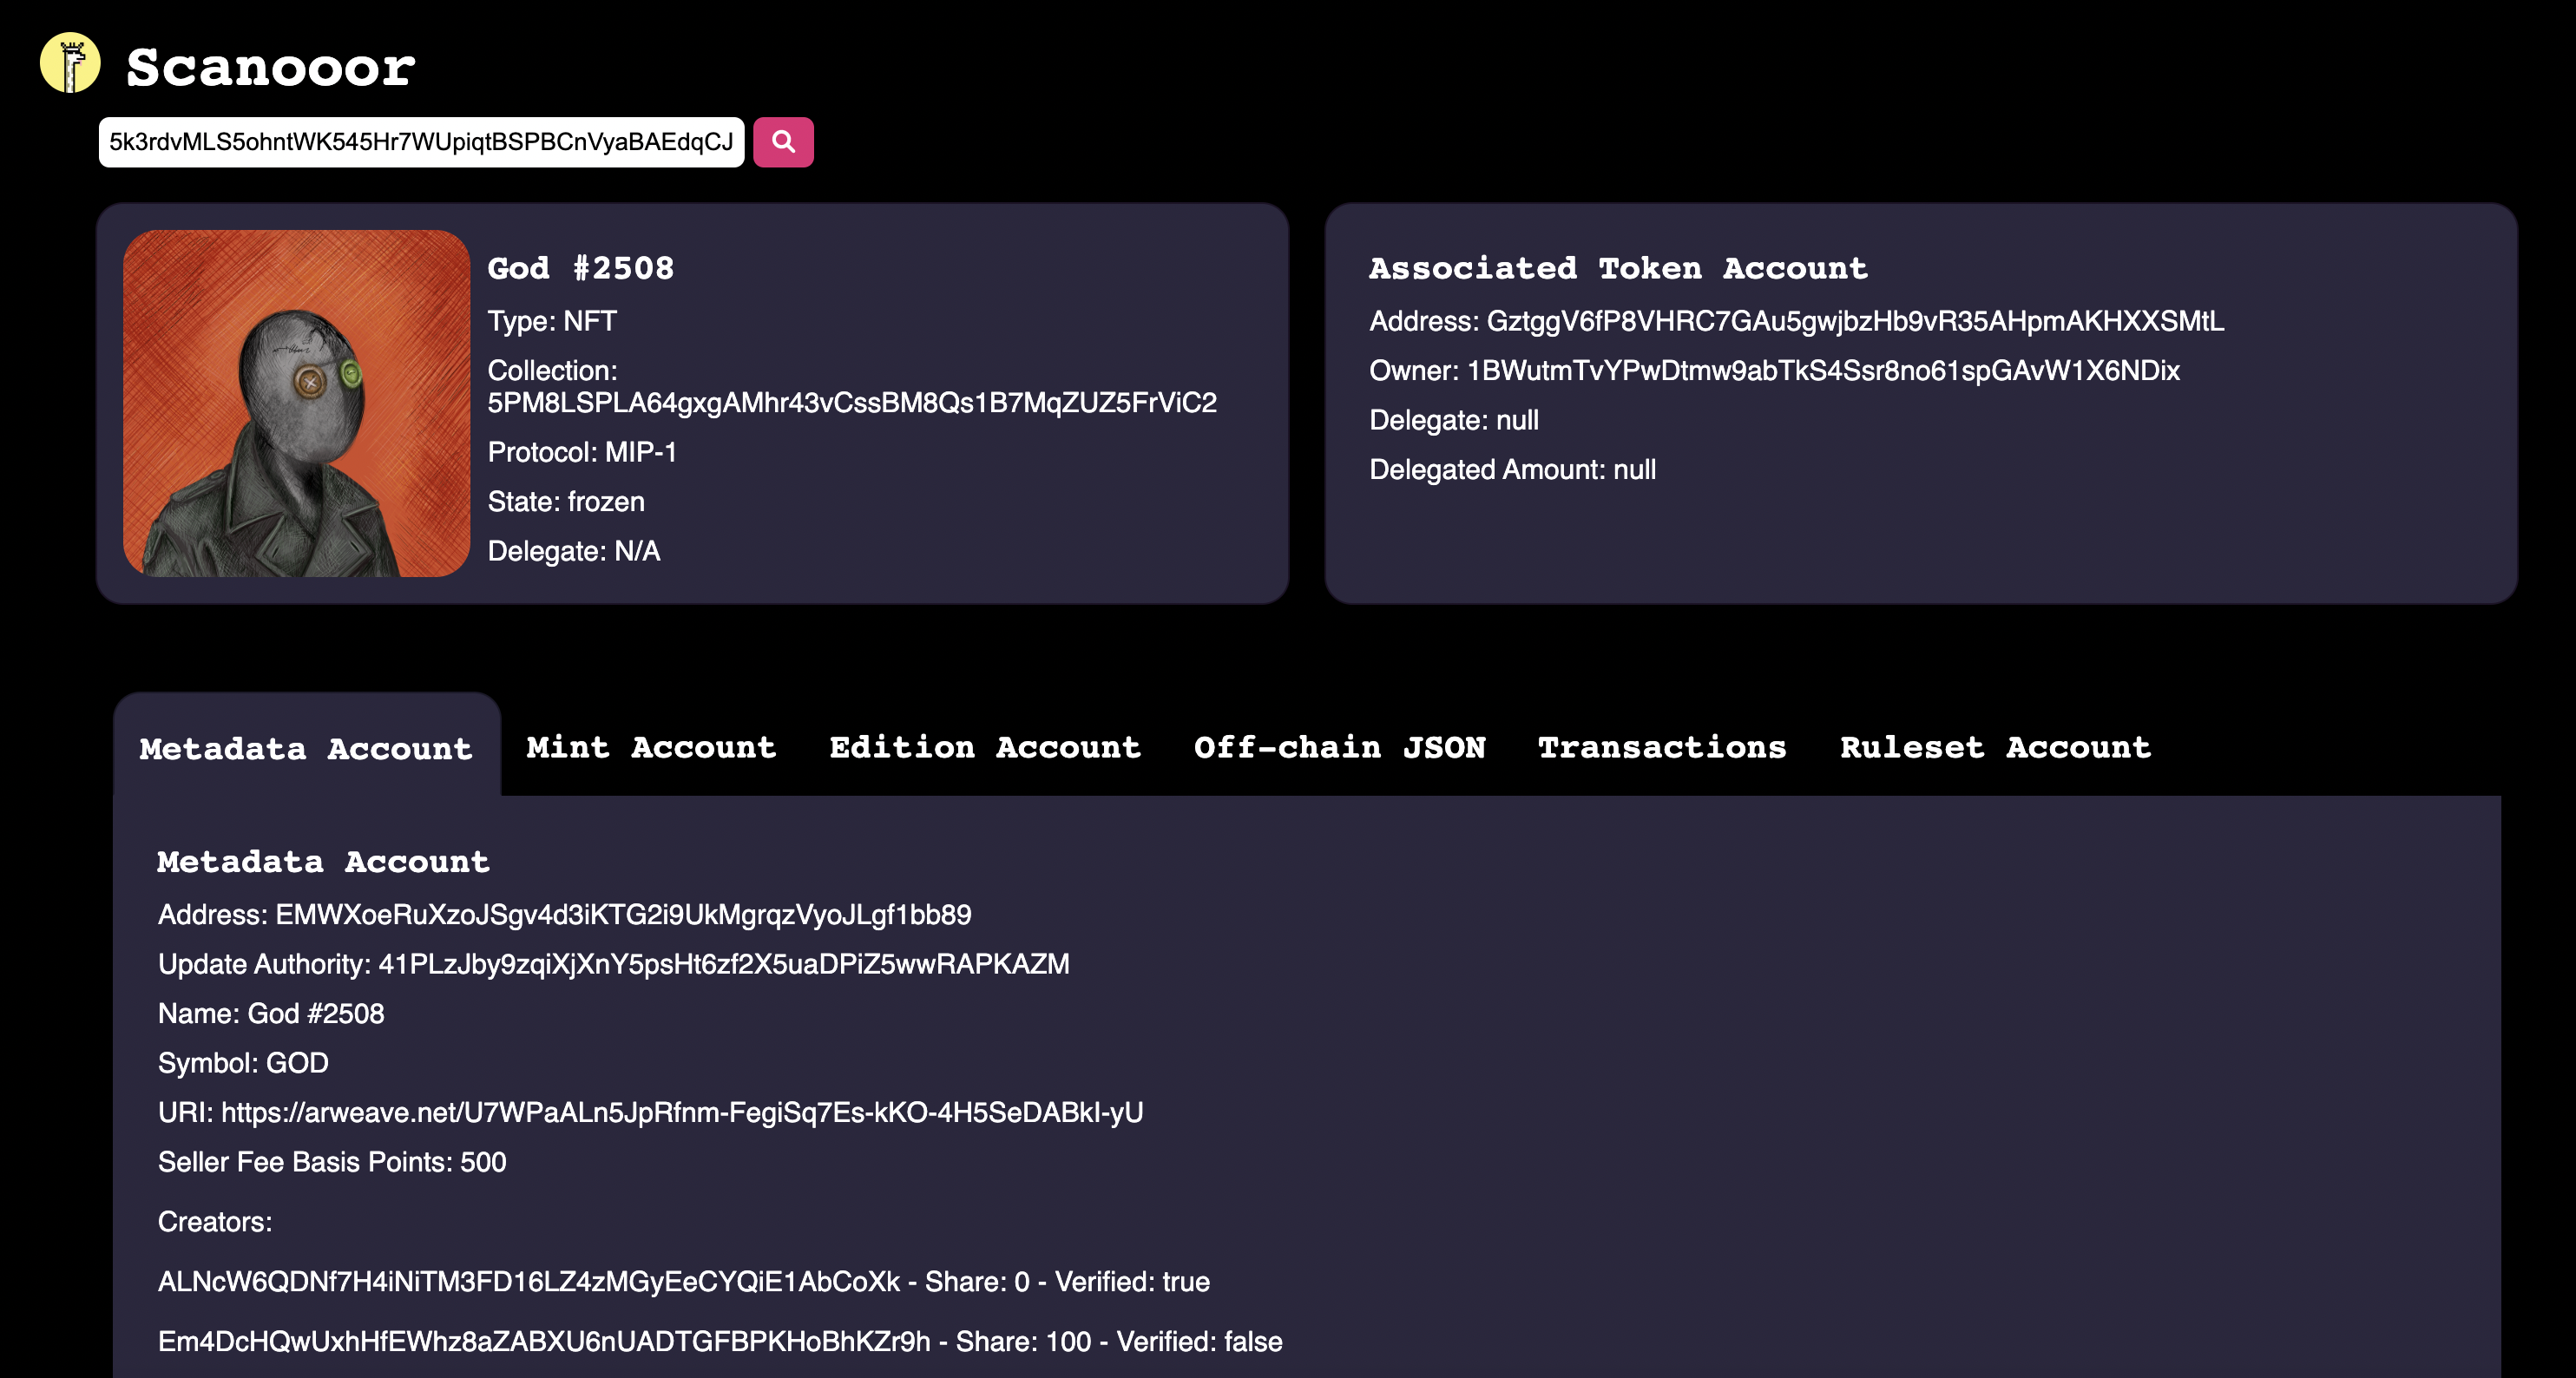 Scanooor
5k3rdvMLS5ohntWK545Hr7WUpiqtBSPBCnVyaBAEdqCJ
God #2508
Type: NFT
Collection:
5PM8LSPLA64gxgAMhr43vCssBM8Qs1B7MqZUZ5FrViC2
Protocol: MIP-1
State: frozen
Delegate: N/A
Associated Token Account
Address: GztggV6fP8VHRC7GAu5gwjbzHb9vR35AHpmAKHXXSMtL
Owner: 1BWutmTvYPwDtmw9abTkS4Ssr8no61spGAvW1X6NDix
Delegate: null
Delegated Amount: null
Metadata Account
Mint Account
Edition Account
Off-chain JSON
Transactions
Ruleset Account
Metadata Account
Address: EMWXoeRuXzoJSgv4d3iKTG2i9UkMgrqzVyoJLgf1bb89
Update Authority: 41PLzJby9zqiXjXnY5psHt6zf2X5uaDPiZ5wwRAPKAZM
Name: God #2508
Symbol: GOD
URI: https://arweave.net/U7WPaALn5JpRfnm-FegiSq7Es-kKO-4H5SeDABkI-yU
Seller Fee Basis Points: 500
Creators:
ALNcW6QDNf7H4iNiTM3FD16LZ4zMGyEeCYQiE1AbCoXk - Share: 0 - Verified: true
Em4DcHQwUxhHfEWhz8aZABXU6nUADTGFBPKHoBhKZr9h - Share: 100 - Verified: false